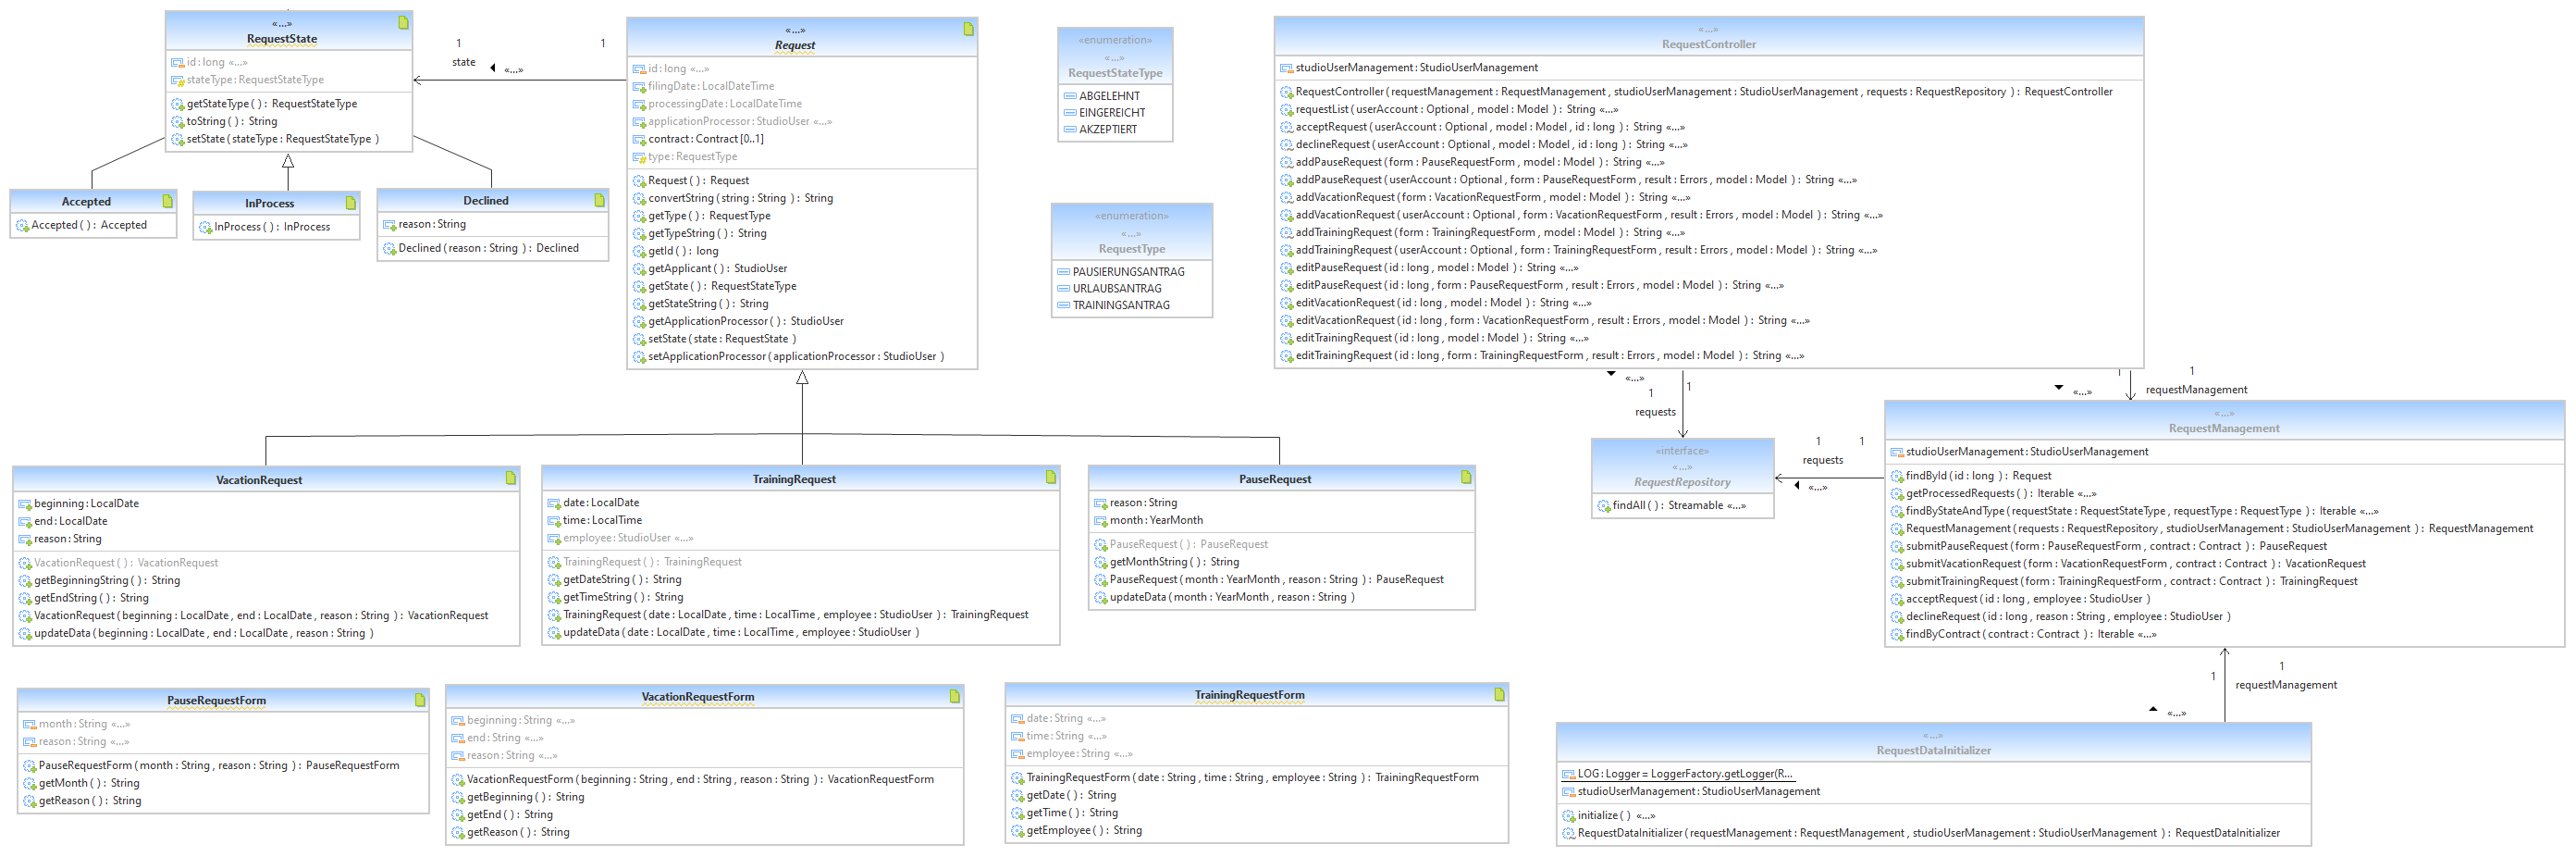 «...»
RequestState
id : long «...»
stateType : RequestStateType
getStateType ( ) : RequestStateType
toString ( ) : String
setState ( stateType : RequestStateType )
1
1
state
«...»
Accepted
Accepted ( ) : Accepted
InProcess
InProcess ( ) : InProcess
Declined
reason : String
Declined ( reason : String ) : Declined
«...»
Request
id : long «...»
filingDate : LocalDateTime
processingDate : LocalDateTime
applicationProcessor : StudioUser «...»
contract : Contract [0..1]
type : RequestType
Request ( ) : Request
convertString ( string : String ) : String
getType ( ) : RequestType
getTypeString ( ) : String
getId ( ) : long
getApplicant ( ) : StudioUser
getState ( ) : RequestStateType
getStateString ( ) : String
getApplicationProcessor ( ) : StudioUser
setState ( state : RequestState )
setApplicationProcessor ( applicationProcessor : StudioUser )
«enumeration»
«...»
RequestStateType
ABGELEHNT
EINGEREICHT
AKZEPTIERT
«enumeration»
«...»
RequestType
PAUSIERUNGSANTRAG
URLAUBSANTRAG
TRAININGSANTRAG
«...»
RequestController
studioUserManagement : StudioUserManagement
RequestController ( requestManagement : RequestManagement , studioUserManagement : StudioUserManagement , requests : RequestRepository ) : RequestController
requestList ( userAccount : Optional , model : Model ) : String «...»
acceptRequest ( userAccount : Optional , model : Model , id : long ) : String «...»
declineRequest ( userAccount : Optional , model : Model , id : long ) : String «...»
addPauseRequest ( form : PauseRequestForm , model : Model ) : String «...»
addPauseRequest ( userAccount : Optional , form : PauseRequestForm , result : Errors , model : Model ) : String «...»
addVacationRequest ( form : VacationRequestForm , model : Model ) : String «...»
addVacationRequest ( userAccount : Optional , form : VacationRequestForm , result : Errors , model : Model ) : String «...»
addTrainingRequest ( form : TrainingRequestForm , model : Model ) : String «...»
addTrainingRequest ( userAccount : Optional , form : TrainingRequestForm , result : Errors , model : Model ) : String «...»
editPauseRequest ( id : long , model : Model ) : String «...»
editPauseRequest ( id : long , form : PauseRequestForm , result : Errors , model : Model ) : String «...»
editVacationRequest ( id : long , model : Model ) : String «...»
editVacationRequest ( id : long , form : VacationRequestForm , result : Errors , model : Model ) : String «...»
editTrainingRequest ( id : long , model : Model ) : String «...»
editTrainingRequest ( id : long , form : TrainingRequestForm , result : Errors , model : Model ) : String «...»
«...»
1
1
requests
1
1
requestManagement
«...»
VacationRequest
beginning : LocalDate
end : LocalDate
reason : String
VacationRequest ( ) : VacationRequest
getBeginningString ( ) : String
getEndString ( ) : String
VacationRequest ( beginning : LocalDate , end : LocalDate , reason : String ) : VacationRequest
updateData ( beginning : LocalDate , end : LocalDate , reason : String )
TrainingRequest
date : LocalDate
time : LocalTime
employee : StudioUser «...»
TrainingRequest ( ) : TrainingRequest
getDateString ( ) : String
getTimeString ( ) : String
TrainingRequest ( date : LocalDate , time : LocalTime , employee : StudioUser ) : TrainingRequest
updateData ( date : LocalDate , time : LocalTime , employee : StudioUser )
PauseRequest
reason : String
month : YearMonth
PauseRequest ( ) : PauseRequest
getMonthString ( ) : String
PauseRequest ( month : YearMonth , reason : String ) : PauseRequest
updateData ( month : YearMonth , reason : String )
«interface»
«...»
RequestRepository
findAll ( ) : Streamable «...»
1
1
requests
«...»
«...»
RequestManagement
studioUserManagement : StudioUserManagement
findById ( id : long ) : Request
getProcessedRequests ( ) : Iterable «...»
findByStateAndType ( requestState : RequestStateType , requestType : RequestType ) : Iterable «...»
RequestManagement ( requests : RequestRepository , studioUserManagement : StudioUserManagement ) : RequestManagement
submitPauseRequest ( form : PauseRequestForm , contract : Contract ) : PauseRequest
submitVacationRequest ( form : VacationRequestForm , contract : Contract ) : VacationRequest
submitTrainingRequest ( form : TrainingRequestForm , contract : Contract ) : TrainingRequest
acceptRequest ( id : long , employee : StudioUser )
declineRequest ( id : long , reason : String , employee : StudioUser )
findByContract ( contract : Contract ) : Iterable «...»
1
1
requestManagement
«...»
PauseRequestForm
month : String «...»
reason : String «...»
PauseRequestForm ( month : String , reason : String ) : PauseRequestForm
getMonth ( ) : String
getReason ( ) : String
VacationRequestForm
beginning : String «...»
end : String «...»
reason : String «...»
VacationRequestForm ( beginning : String , end : String , reason : String ) : VacationRequestForm
getBeginning ( ) : String
getEnd ( ) : String
getReason ( ) : String
TrainingRequestForm
date : String «...»
time : String «...»
employee : String «...»
TrainingRequestForm ( date : String , time : String , employee : String ) : TrainingRequestForm
getDate ( ) : String
getTime ( ) : String
getEmployee ( ) : String
«...»
RequestDataInitializer
LOG : Logger = LoggerFactory.getLogger(R...
studioUserManagement : StudioUserManagement
initialize ( ) «...»
RequestDataInitializer ( requestManagement : RequestManagement , studioUserManagement : StudioUserManagement ) : RequestDataInitializer